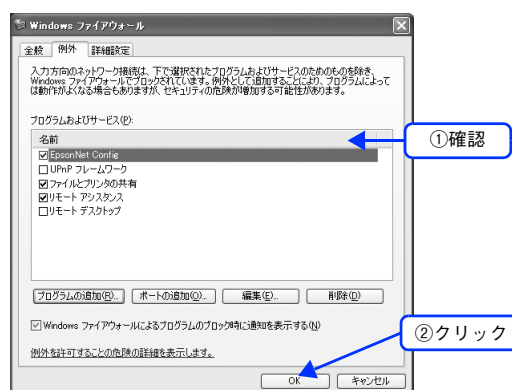 Windows ファイアウォール
全般 例外 詳細設定
入力方向のネットワーク接続は、下で選択されたプログラムおよびサービスのためのものを除き、
Windows ファイアウォールでブロックされています。例外として追加することにより、プログラムによって
は動作がよくなる場合もありますが、セキュリティの危険が増加する可能性があります。
プログラムおよびサービス(P):
名前
①確認
EpsonNet Config
UPnP フレームワーク
ファイルとプリンタの共有
リモート アシスタンス
リモート デスクトップ
プログラムの追加(R)... ポートの追加(O)... 編集(E)... 削除(D)
Windows ファイアウォールによるプログラムのブロック時に通知を表示する(N)
②クリック
例外を許可することの危険の詳細を表示します。
OK キャンセル